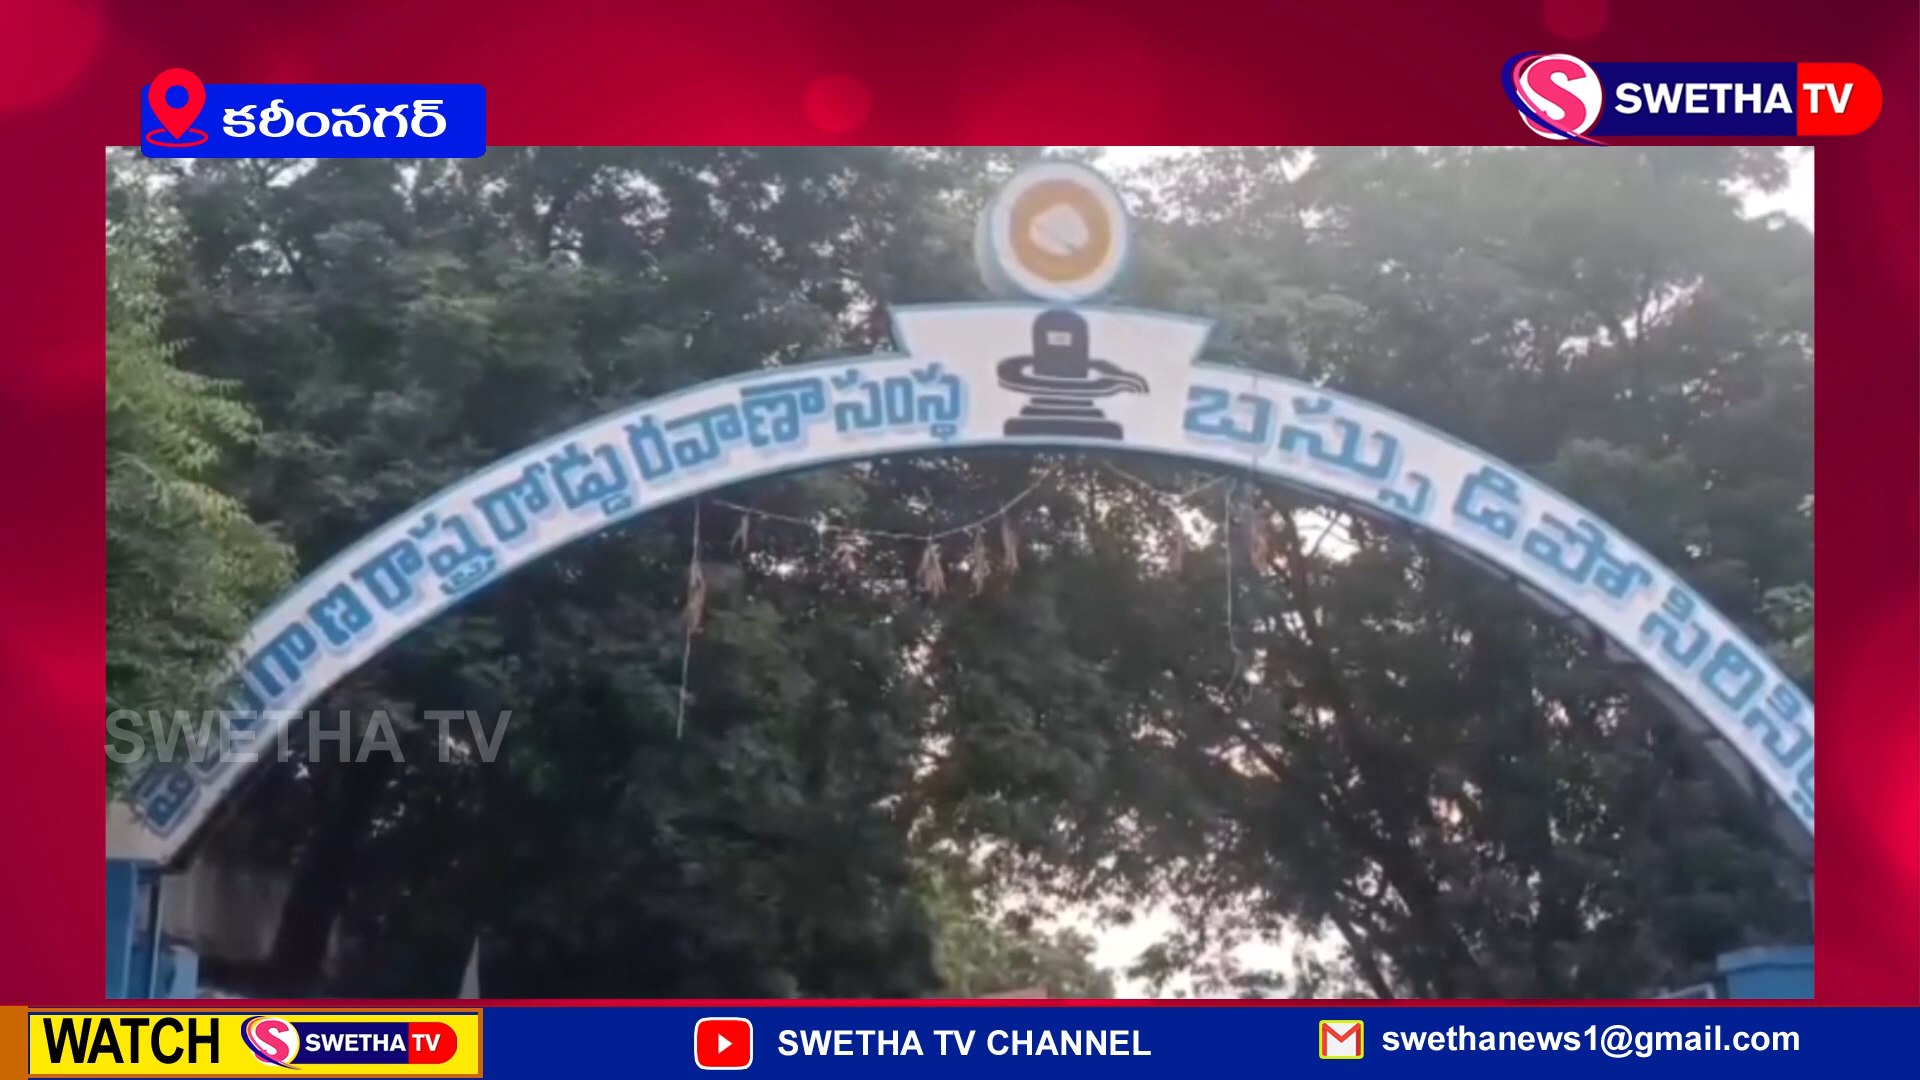 కరీంనగర్
SWETHA TV
తెలంగాణ రాష్ట్ర రోడ్డు రవాణా సంస్థ బస్సు డిపో సిరిసిల్ల
SWETHA TV
WATCH SWETHA TV
SWETHA TV CHANNEL
swethanews1@gmail.com